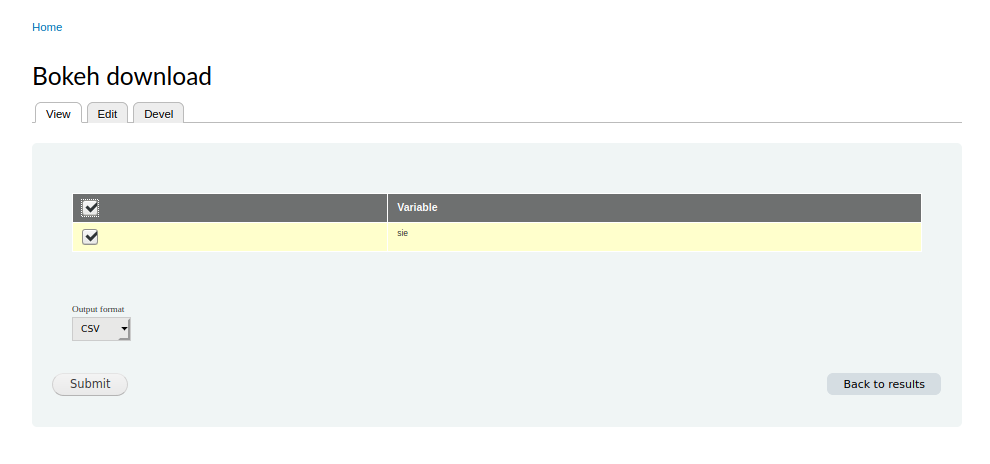 Home
Bokeh download
View Edit Devel
Variable
sie
Output format
CSV
Submit Back to results